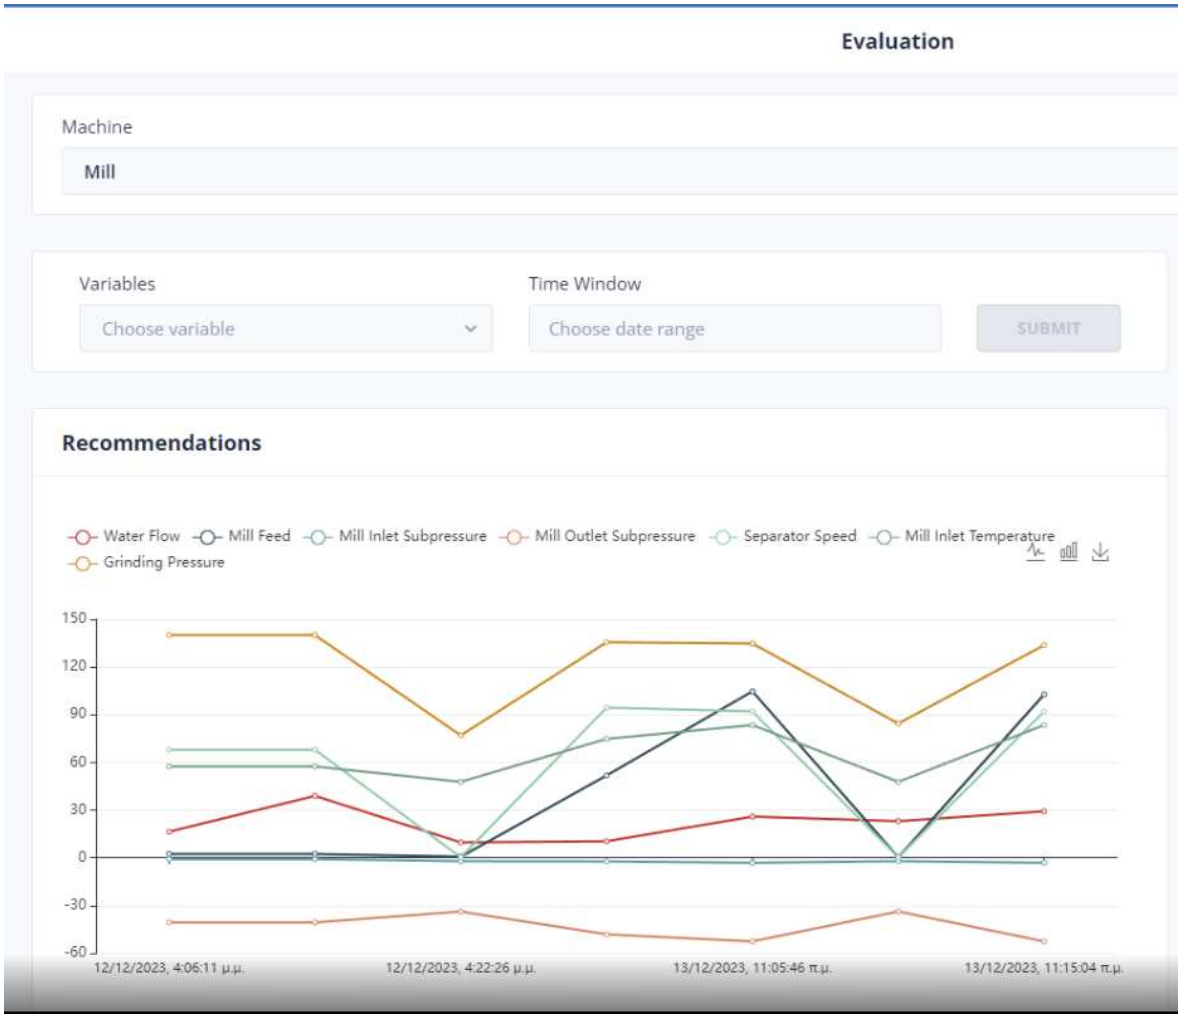 Evaluation
Machine
Mill
Variables
Time Window
Choose variable
Choose date range
SUBMIT
Recommendations
Water Flow Mill Feed Mill Inlet Subpressure Mill Outlet Subpressure Separator Speed Mill Inlet Temperature
Grinding Pressure
150
120
90
60
30
0
-30
-60
12/12/2023, 4:06:11 μ.μ. 12/12/2023, 4:22:26 μ.μ. 13/12/2023, 11:05:46 π.μ. 13/12/2023, 11:15:04 π.μ.